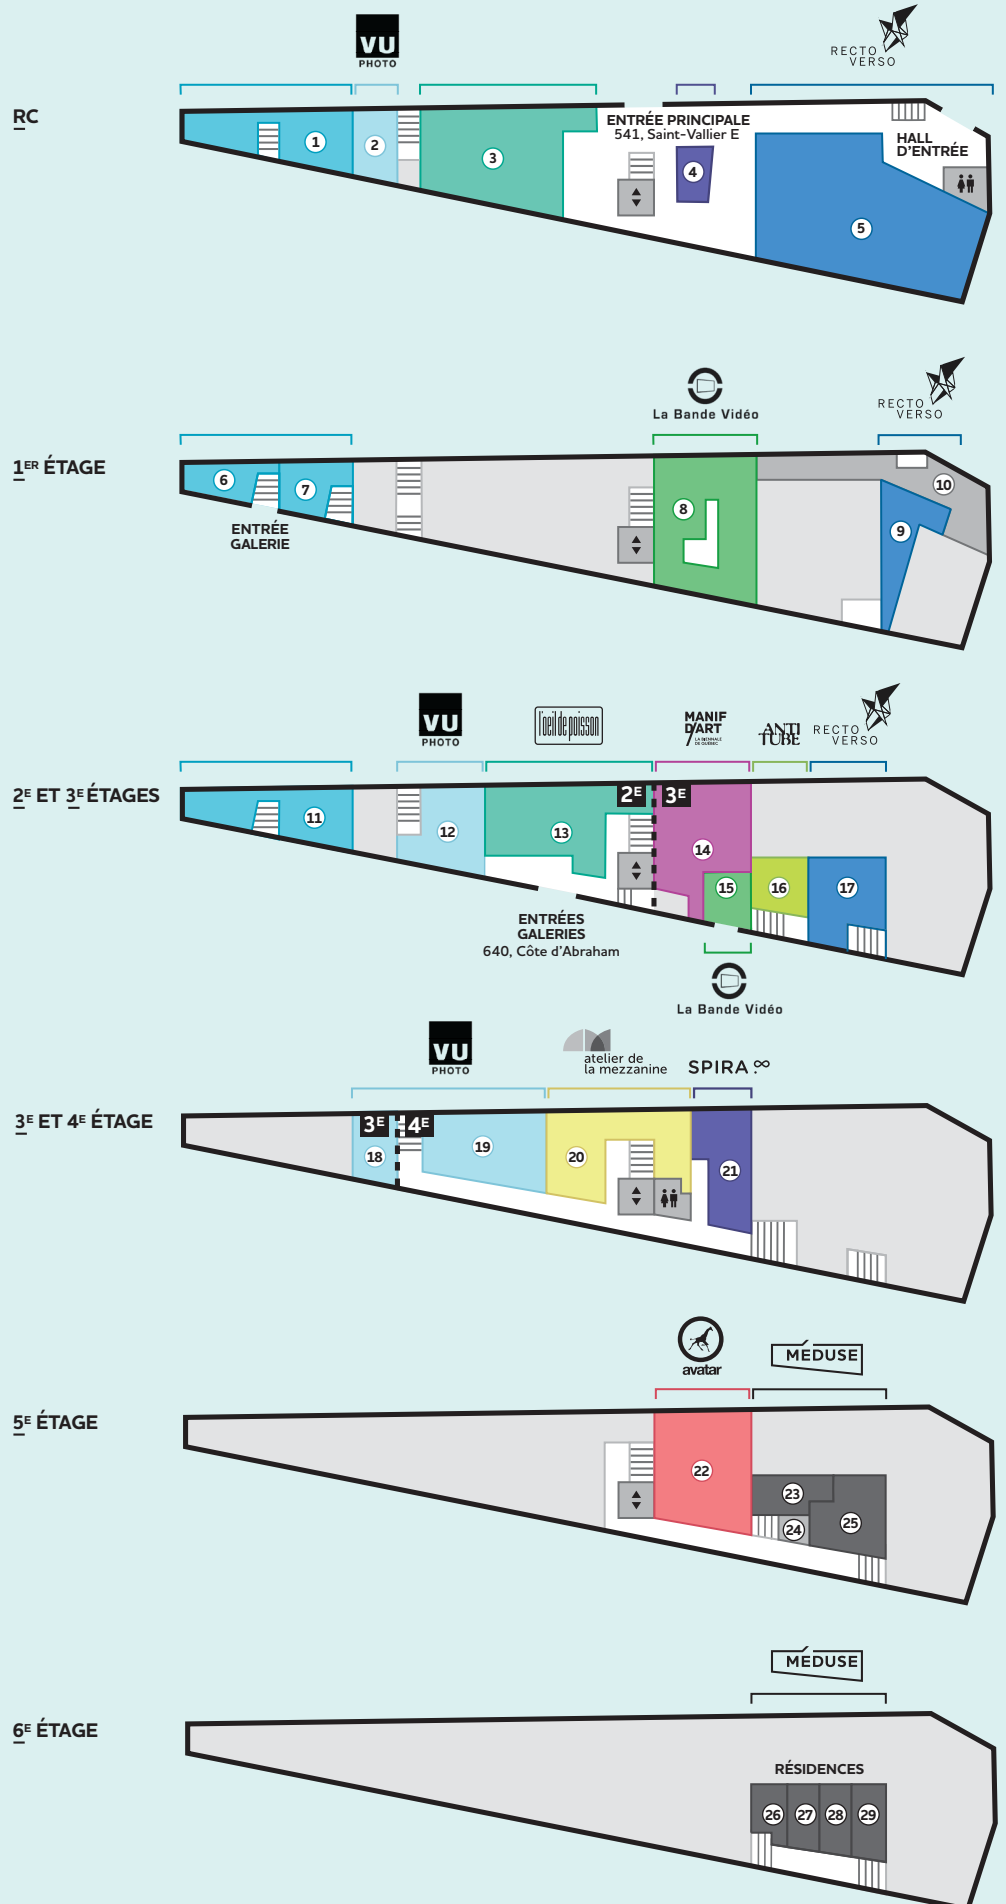 VU
PHOTO
RECTO
VERSO
RC
ENTRÉE PRINCIPALE
541, Saint-Vallier E
HALL
D'ENTRÉE
1
2
3
4
5
La Bande Vidéo
RECTO
VERSO
1ER ÉTAGE
6
7
8
9
10
ENTRÉE
GALERIE
VU
PHOTO
l'oeil de poisson
MANIF
D'ART
LA BIENNALE
DE QUÉBEC
ANTI
TUBE
RECTO
VERSO
2E ET 3E ÉTAGES
2E
3E
11
12
13
14
15
16
17
ENTRÉES
GALERIES
640, Côte d'Abraham
La Bande Vidéo
VU
PHOTO
atelier de
la mezzanine
SPIRA
3E ET 4E ÉTAGE
3E
4E
18
19
20
21
avatar
MÉDUSE
5E ÉTAGE
22
23
24
25
MÉDUSE
6E ÉTAGE
RÉSIDENCES
26
27
28
29